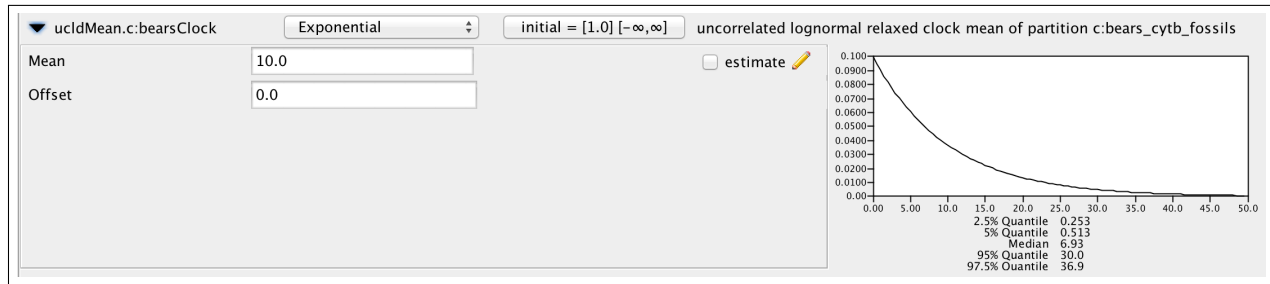 ucldMean.c:bearsClock Exponential initial = [1.0] [-∞,∞] uncorrelated lognormal relaxed clock mean of partition c:bears_cytb_fossils
Mean 10.0 estimate
Offset 0.0
0.100
0.0900
0.0800
0.0700
0.0600
0.0500
0.0400
0.0300
0.0200
0.0100
0.00
0.00 5.00 10.0 15.0 20.0 25.0 30.0 35.0 40.0 45.0 50.0
2.5% Quantile 0.253
5% Quantile 0.513
Median 6.93
95% Quantile 30.0
97.5% Quantile 36.9